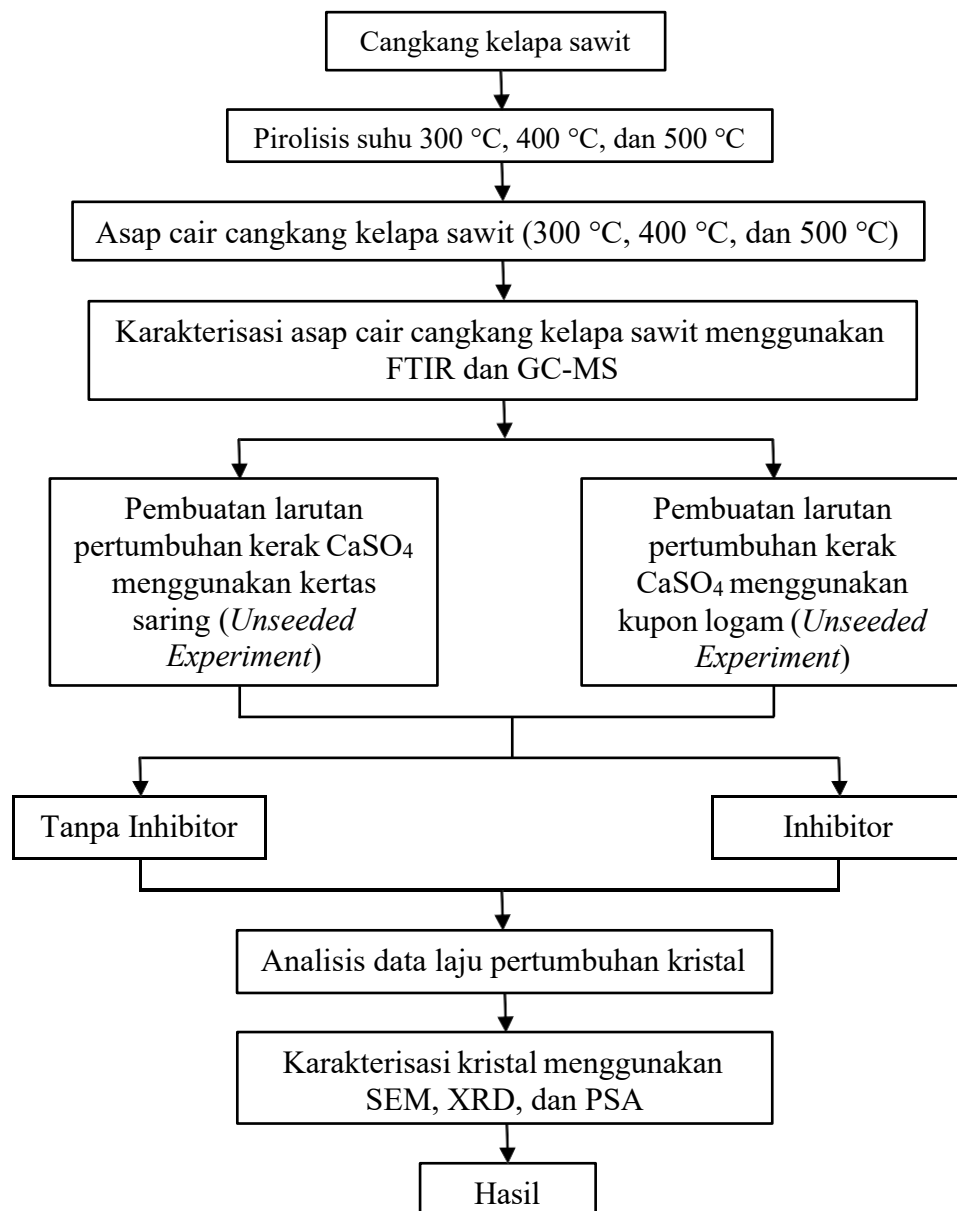 Cangkang kelapa sawit
Pirolisis suhu 300 °C, 400 °C, dan 500 °C
Asap cair cangkang kelapa sawit (300 °C, 400 °C, dan 500 °C)
Karakterisasi asap cair cangkang kelapa sawit menggunakan
FTIR dan GC-MS
Pembuatan larutan
pertumbuhan kerak CaSO₄
menggunakan kertas
saring (Unseeded
Experiment)
Pembuatan larutan
pertumbuhan kerak
CaSO₄ menggunakan
kupon logam (Unseeded
Experiment)
Tanpa Inhibitor
Inhibitor
Analisis data laju pertumbuhan kristal
Karakterisasi kristal menggunakan
SEM, XRD, dan PSA
Hasil